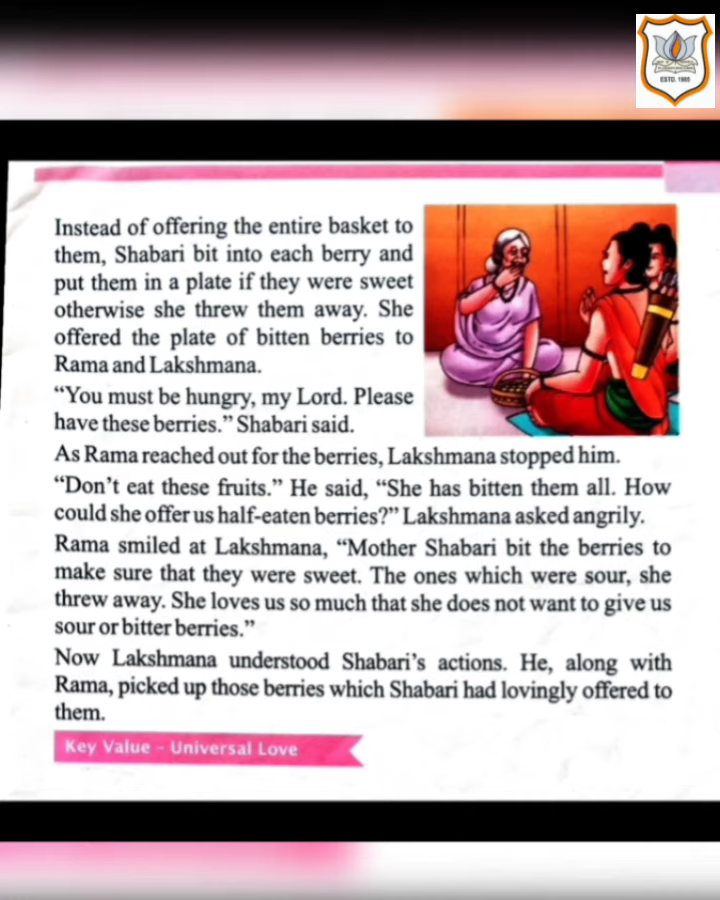 ESTD. 1985
Instead of offering the entire basket to
them, Shabari bit into each berry and
put them in a plate if they were sweet
otherwise she threw them away. She
offered the plate of bitten berries to
Rama and Lakshmana.
“You must be hungry, my Lord. Please
have these berries.” Shabari said.
As Rama reached out for the berries, Lakshmana stopped him.
“Don’t eat these fruits.” He said, “She has bitten them all. How
could she offer us half-eaten berries?” Lakshmana asked angrily.
Rama smiled at Lakshmana, “Mother Shabari bit the berries to
make sure that they were sweet. The ones which were sour, she
threw away. She loves us so much that she does not want to give us
sour or bitter berries.”
Now Lakshmana understood Shabari’s actions. He, along with
Rama, picked up those berries which Shabari had lovingly offered to
them.
Key Value – Universal Love